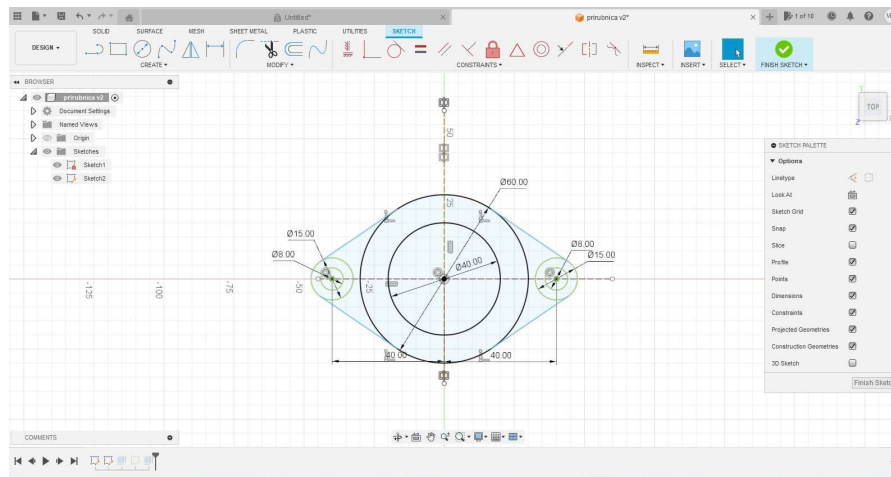 Untitled*
prirubnica v2*
1 of 10
DESIGN
SOLID SURFACE MESH SHEET METAL PLASTIC UTILITIES SKETCH
CREATE MODIFY CONSTRAINTS INSPECT INSERT SELECT FINISH SKETCH
BROWSER
prirubnica v2
Document Settings
Named Views
Origin
Sketches
Sketch1
Sketch2
TOP
Z
SKETCH PALETTE
Options
Linetype
Look At
Sketch Grid
Snap
Slice
Profile
Points
Dimensions
Constraints
Projected Geometries
Construction Geometries
3D Sketch
Finish Sketc
50
25
Ø60.00
Ø15.00
Ø8.00
Ø40.00
Ø8.00
Ø15.00
-125
-100
-75
-50
-25
40.00
40.00
COMMENTS